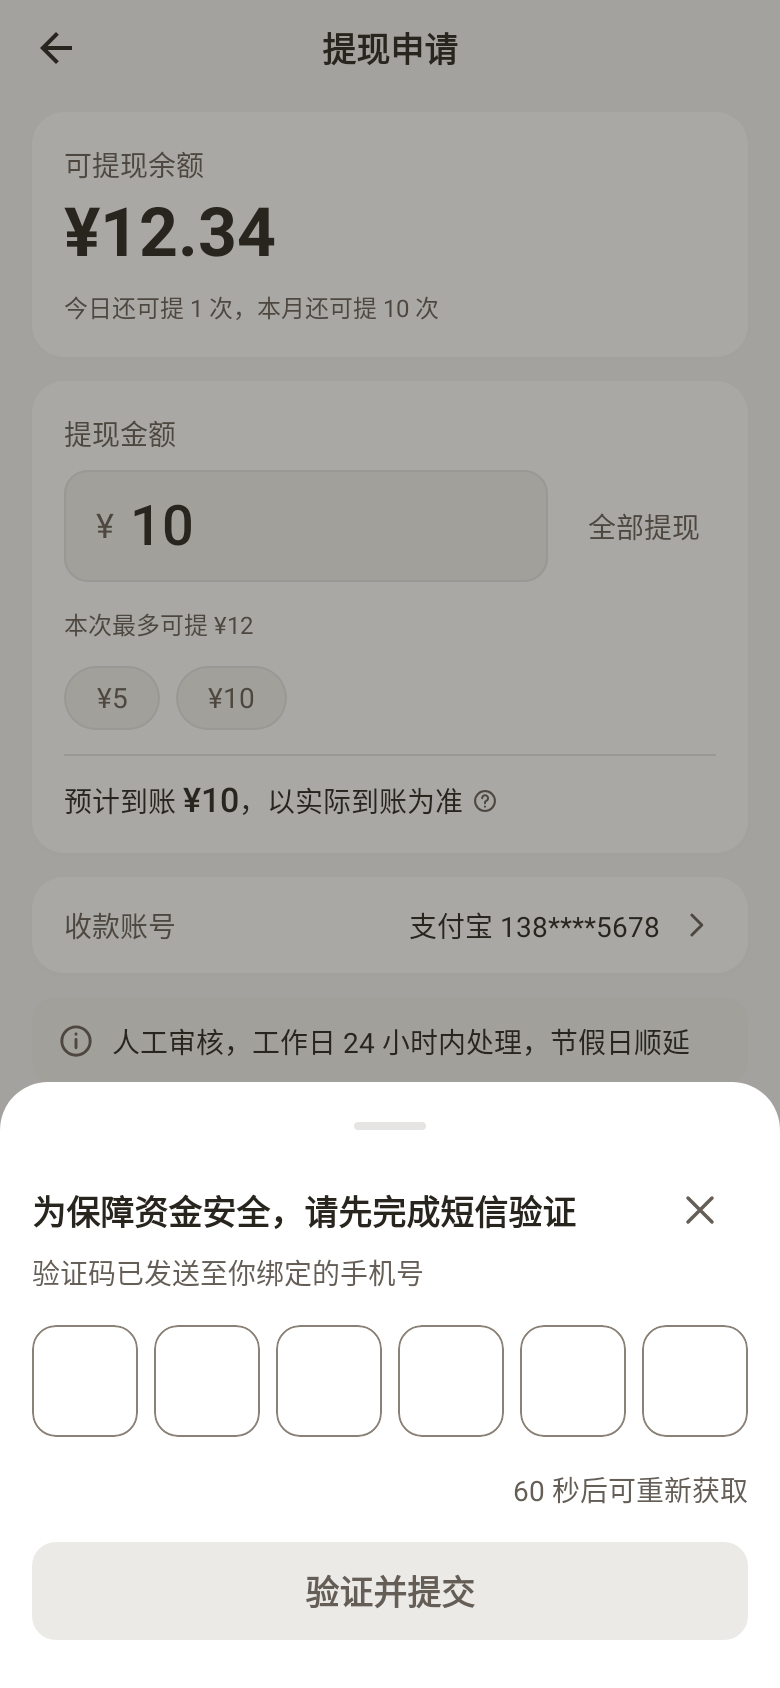 提现申请
可提现余额
¥12.34
今日还可提 1 次，本月还可提 10 次
提现金额
¥ 10
全部提现
本次最多可提 ¥12
¥5
¥10
预计到账 ¥10，以实际到账为准
收款账号
支付宝 138****5678
人工审核，工作日 24 小时内处理，节假日顺延
为保障资金安全，请先完成短信验证
验证码已发送至你绑定的手机号
60 秒后可重新获取
验证并提交